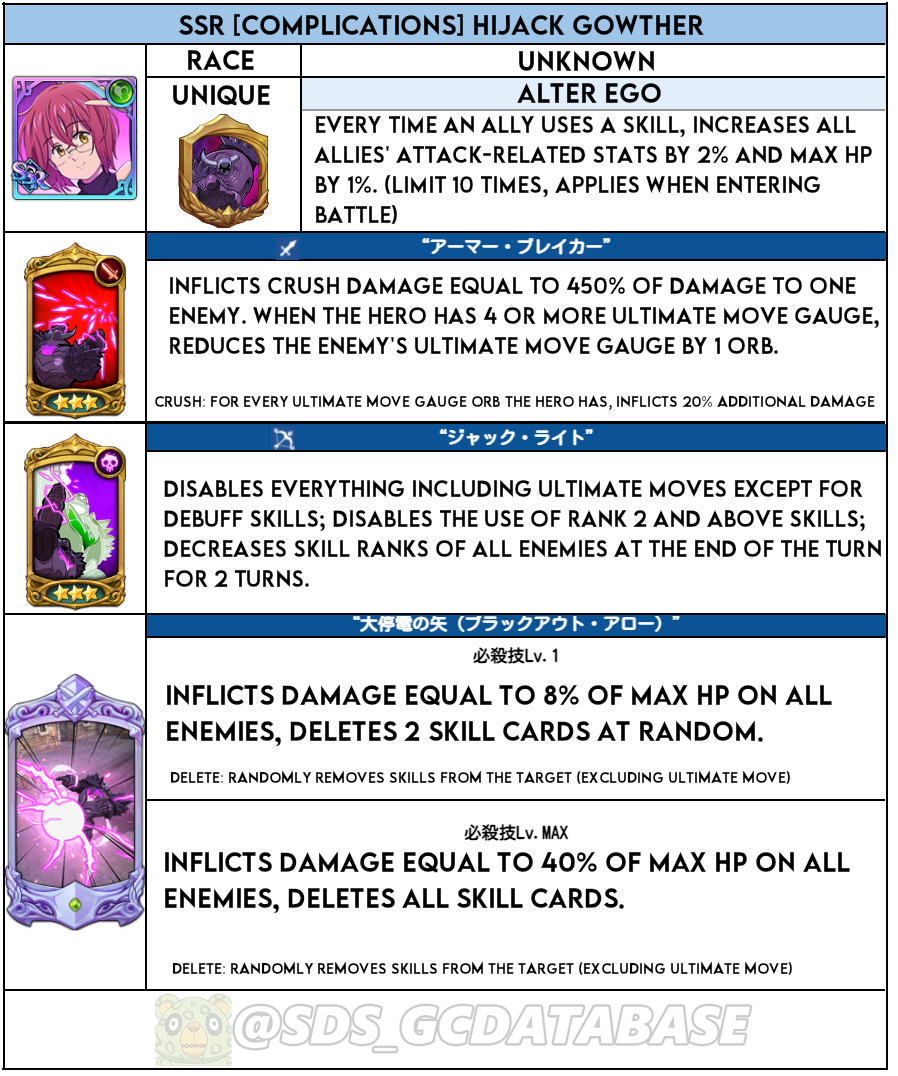 SSR [COMPLICATIONS] HIJACK GOWTHER
RACE
UNKNOWN
UNIQUE
ALTER EGO
EVERY TIME AN ALLY USES A SKILL, INCREASES ALL
ALLIES' ATTACK-RELATED STATS BY 2% AND MAX HP
BY 1%. (LIMIT 10 TIMES, APPLIES WHEN ENTERING
BATTLE)
SSR
“アーマー・ブレイカー”
INFLICTS CRUSH DAMAGE EQUAL TO 450% OF DAMAGE TO ONE
ENEMY. WHEN THE HERO HAS 4 OR MORE ULTIMATE MOVE GAUGE,
REDUCES THE ENEMY'S ULTIMATE MOVE GAUGE BY 1 ORB.
CRUSH: FOR EVERY ULTIMATE MOVE GAUGE ORB THE HERO HAS, INFLICTS 20% ADDITIONAL DAMAGE
“ジャック・ライト”
DISABLES EVERYTHING INCLUDING ULTIMATE MOVES EXCEPT FOR
DEBUFF SKILLS; DISABLES THE USE OF RANK 2 AND ABOVE SKILLS;
DECREASES SKILL RANKS OF ALL ENEMIES AT THE END OF THE TURN
FOR 2 TURNS.
“大停電の矢（ブラックアウト・アロー）”
必殺技Lv.1
INFLICTS DAMAGE EQUAL TO 8% OF MAX HP ON ALL
ENEMIES, DELETES 2 SKILL CARDS AT RANDOM.
DELETE: RANDOMLY REMOVES SKILLS FROM THE TARGET (EXCLUDING ULTIMATE MOVE)
必殺技Lv.MAX
INFLICTS DAMAGE EQUAL TO 40% OF MAX HP ON ALL
ENEMIES, DELETES ALL SKILL CARDS.
DELETE: RANDOMLY REMOVES SKILLS FROM THE TARGET (EXCLUDING ULTIMATE MOVE)
@SDS_GCDATABASE